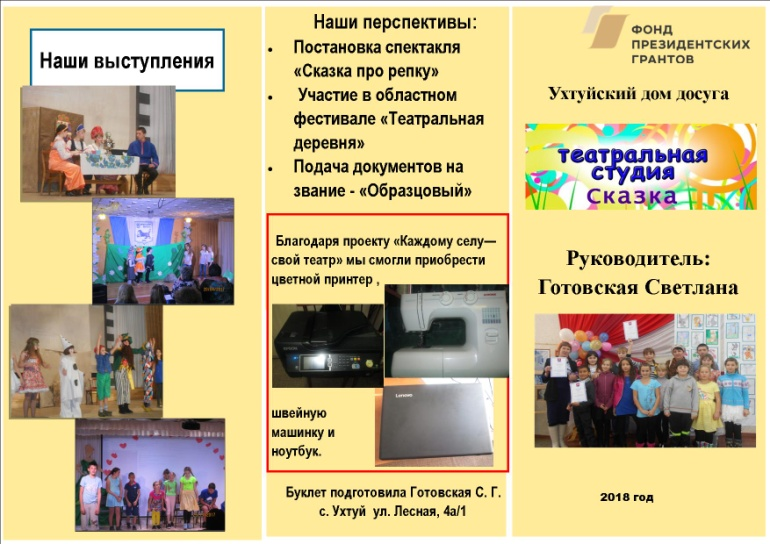 Наши выступления
Наши перспективы:
• Постановка спектакля
«Сказка про репку»
• Участие в областном
фестивале «Театральная
деревня»
• Подача документов на
звание - «Образцовый»
Благодаря проекту «Каждому селу—
свой театр» мы смогли приобрести
цветной принтер ,
Lenovo
швейную
машинку и
ноутбук.
Буклет подготовила Готовская С. Г.
с. Ухтуй ул. Лесная, 4а/1
ФОНД
ПРЕЗИДЕНТСКИХ
ГРАНТОВ
Ухтуйский дом досуга
театральная
студия
Сказка
Руководитель:
Готовская Светлана
2018 год